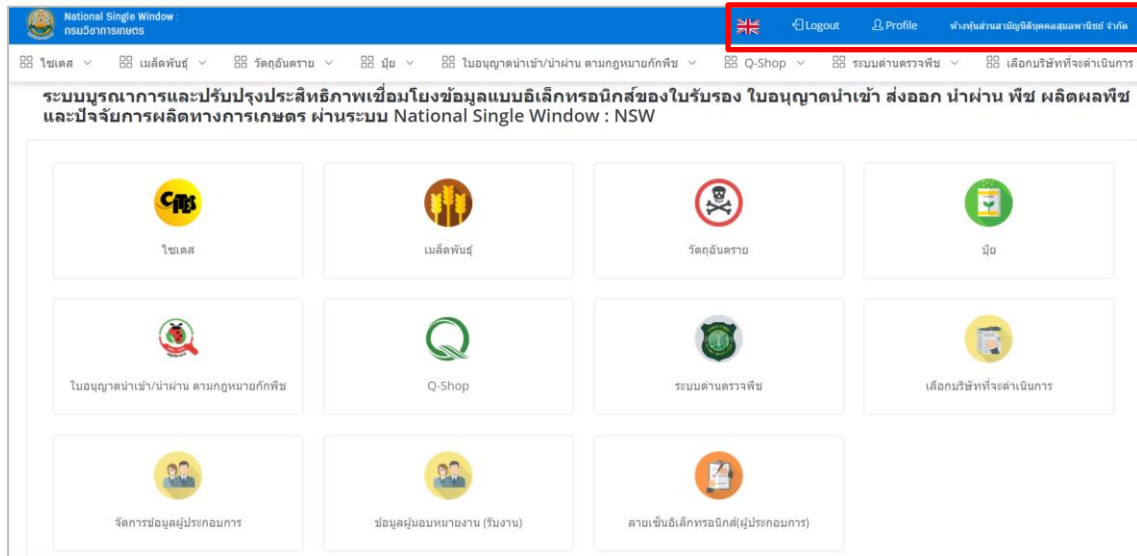 National Single Window :
กรมวิชาการเกษตร
Logout
Profile
ห้างหุ้นส่วนสามัญนิติบุคคลสุมลพานิชย์ จำกัด
ไซเตส
เมล็ดพันธุ์
วัตถุอันตราย
ปุ๋ย
ใบอนุญาตนำเข้า/นำผ่าน ตามกฎหมายกักพืช
Q-Shop
ระบบด่านตรวจพืช
เลือกบริษัทที่จะดำเนินการ
ระบบบูรณาการและปรับปรุงประสิทธิภาพเชื่อมโยงข้อมูลแบบอิเล็กทรอนิกส์ของใบรับรอง ใบอนุญาตนำเข้า ส่งออก นำผ่าน พืช ผลิตผลพืช
และปัจจัยการผลิตทางการเกษตร ผ่านระบบ National Single Window : NSW
CITES
ไซเตส
เมล็ดพันธุ์
วัตถุอันตราย
ปุ๋ย
ใบอนุญาตนำเข้า/นำผ่าน ตามกฎหมายกักพืช
Q-Shop
ระบบด่านตรวจพืช
เลือกบริษัทที่จะดำเนินการ
จัดการข้อมูลผู้ประกอบการ
ข้อมูลผู้มอบหมายงาน (รับงาน)
ลายเซ็นอิเล็กทรอนิกส์(ผู้ประกอบการ)